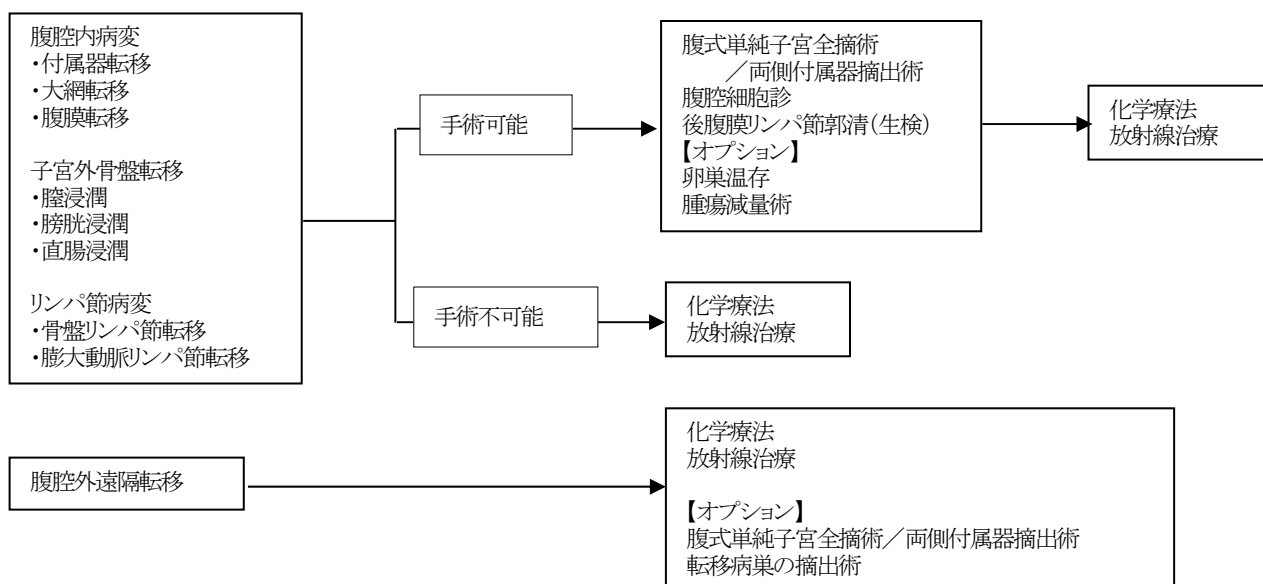 腹腔内病変
・付属器転移
・大網転移
・腹膜転移
子宮外骨盤転移
・膣浸潤
・膀胱浸潤
・直腸浸潤
リンパ節病変
・骨盤リンパ節転移
・膨大動脈リンパ節転移
手術可能
腹式単純子宮全摘術
／両側付属器摘出術
腹腔細胞診
後腹膜リンパ節郭清（生検）
【オプション】
卵巣温存
腫瘍減量術
化学療法
放射線治療
手術不可能
化学療法
放射線治療
腹腔外遠隔転移
化学療法
放射線治療
【オプション】
腹式単純子宮全摘術／両側付属器摘出術
転移病巣の摘出術